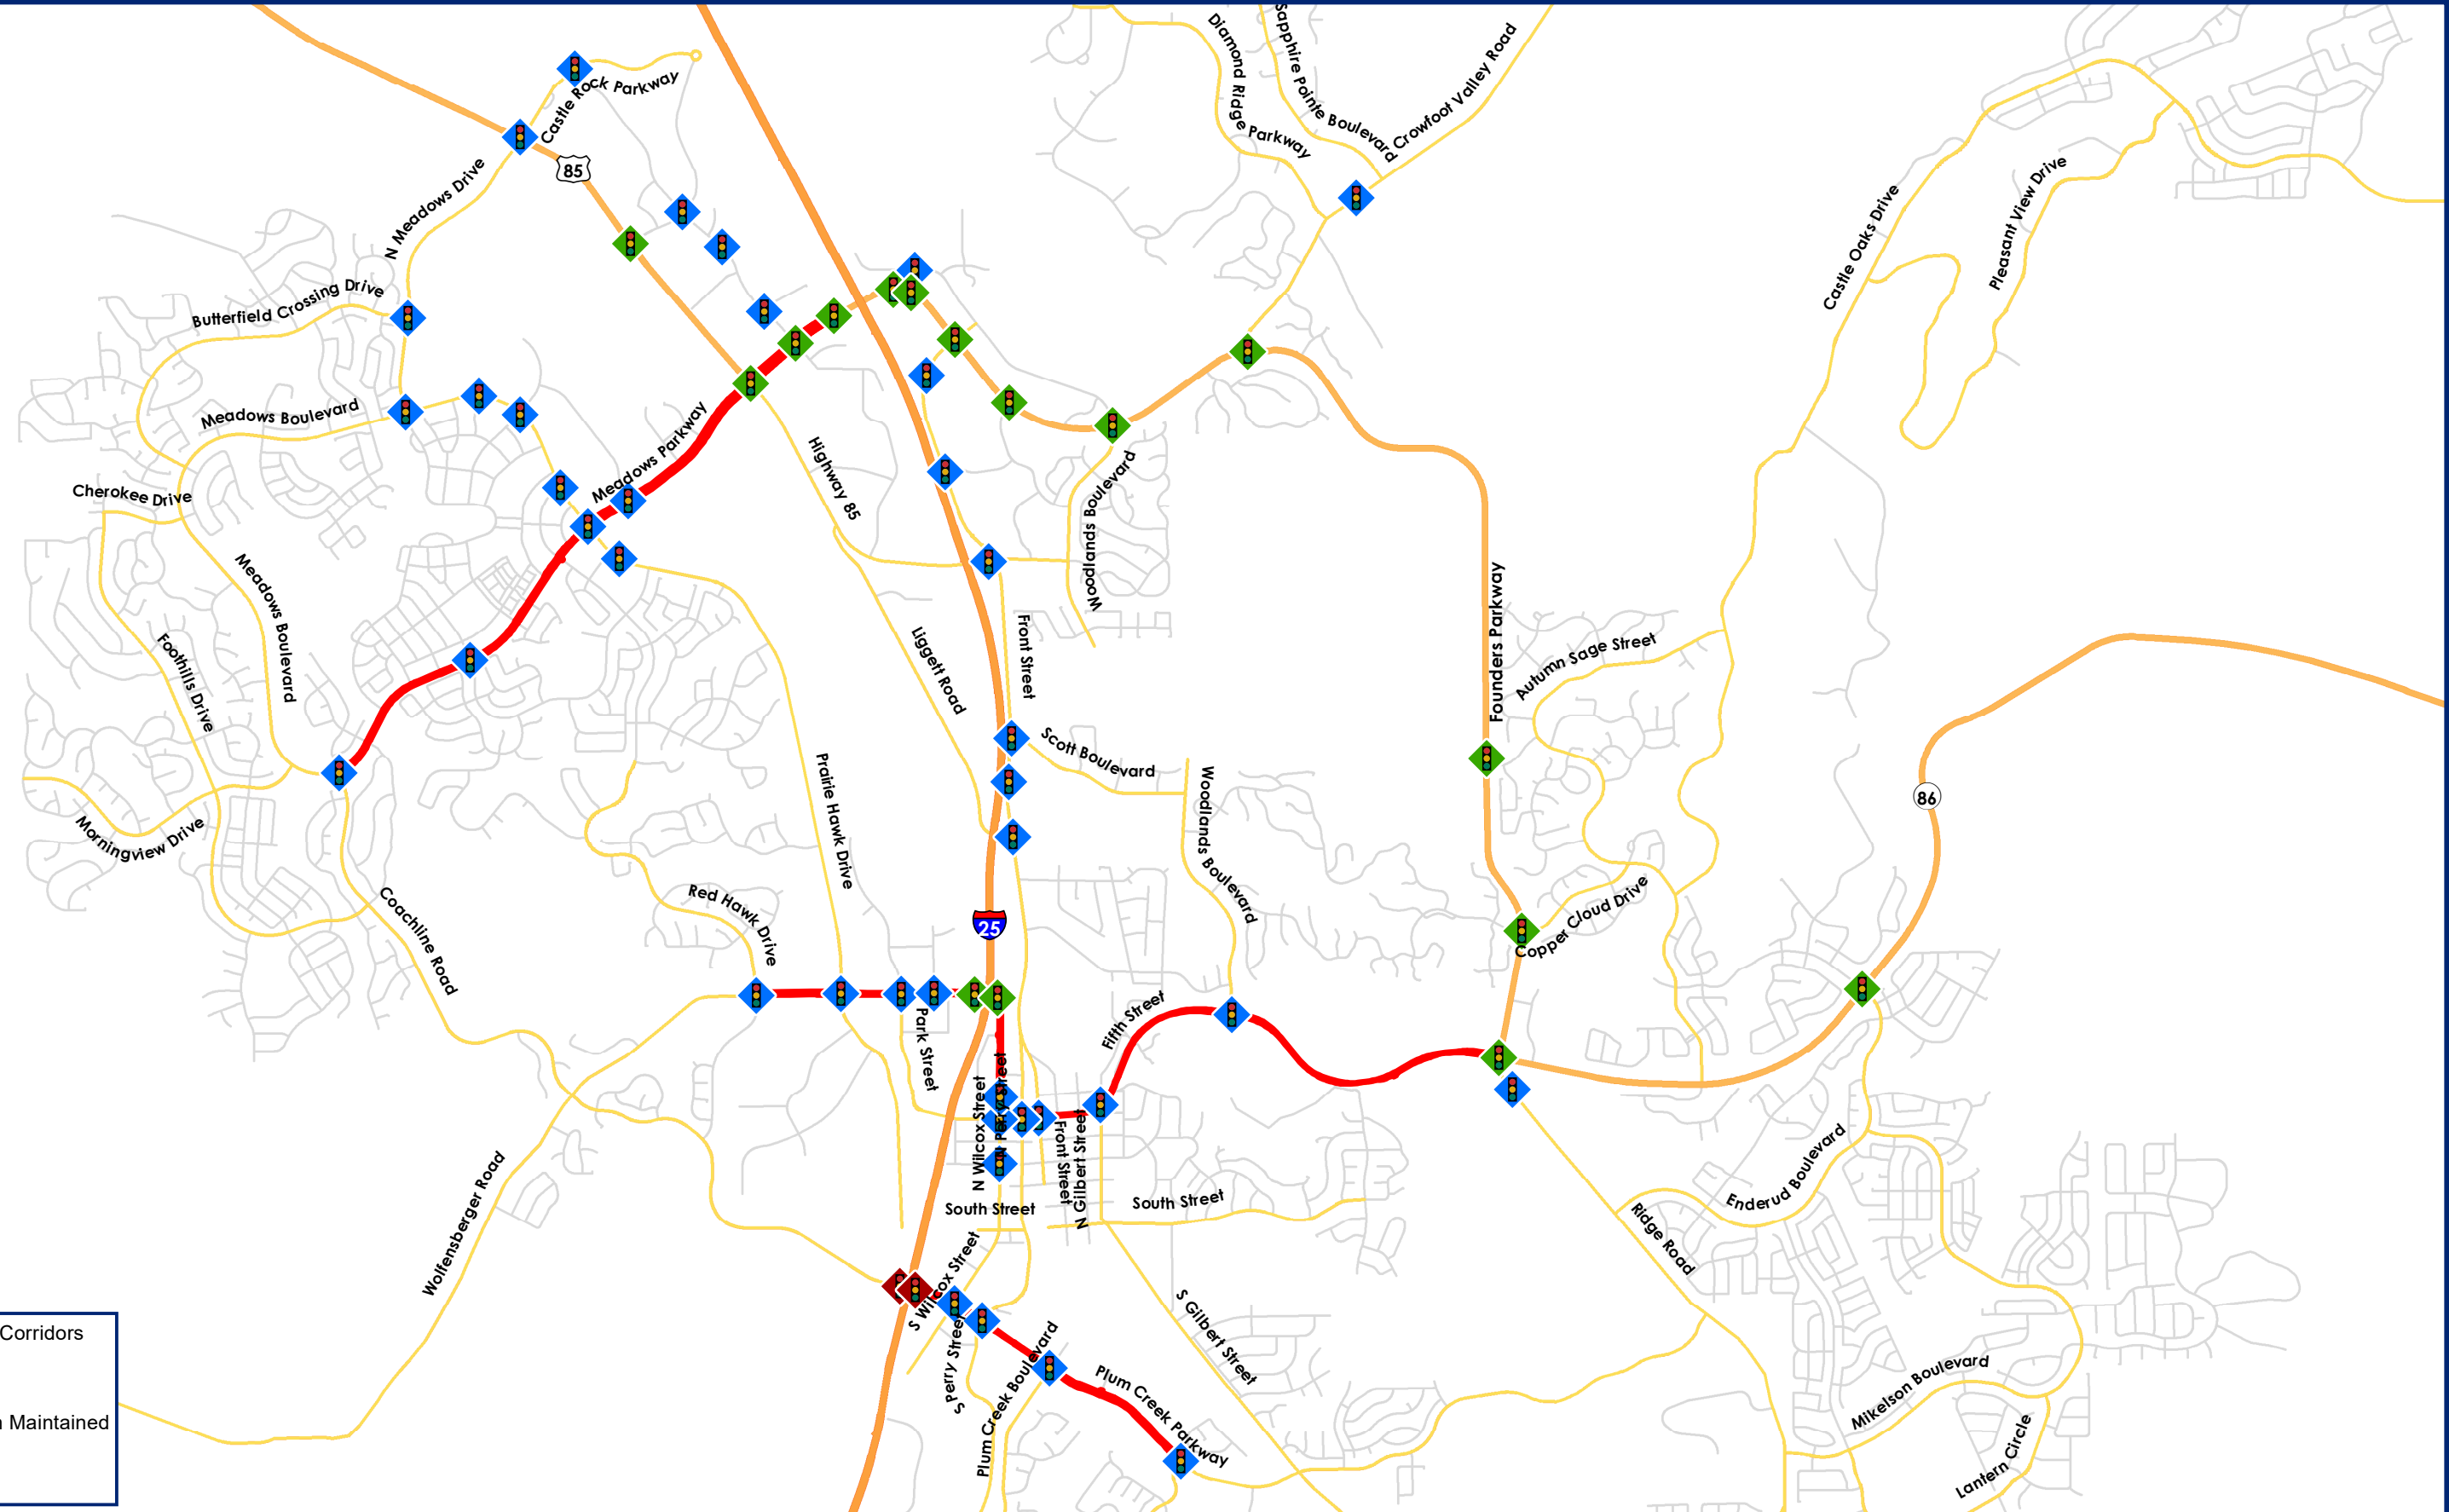 Diamond Ridge Parkway
Sapphire Pointe Boulevard
Crowfoot Valley Road
Castle Rock Parkway
85
N Meadows Drive
Castle Oaks Drive
Pleasant View Drive
Butterfield Crossing Drive
Meadows Boulevard
Meadows Parkway
Highway 85
Woodlands Boulevard
Cherokee Drive
Meadows Boulevard
Foothills Drive
Liggett Road
Front Street
Founders Parkway
Autumn Sage Street
Scott Boulevard
Prairie Hawk Drive
Woodlands Boulevard
86
Morningview Drive
Coachline Road
Red Hawk Drive
25
Copper Cloud Drive
Fifth Street
Park Street
N Wilcox Street
N Perry Street
Front Street
N Gilbert Street
South Street
South Street
Enderud Boulevard
Ridge Road
Wolfensberger Road
S Wilcox Street
S Perry Street
Plum Creek Boulevard
Plum Creek Parkway
S Gilbert Street
Mikelson Boulevard
Lantern Circle
Corridors
Maintained